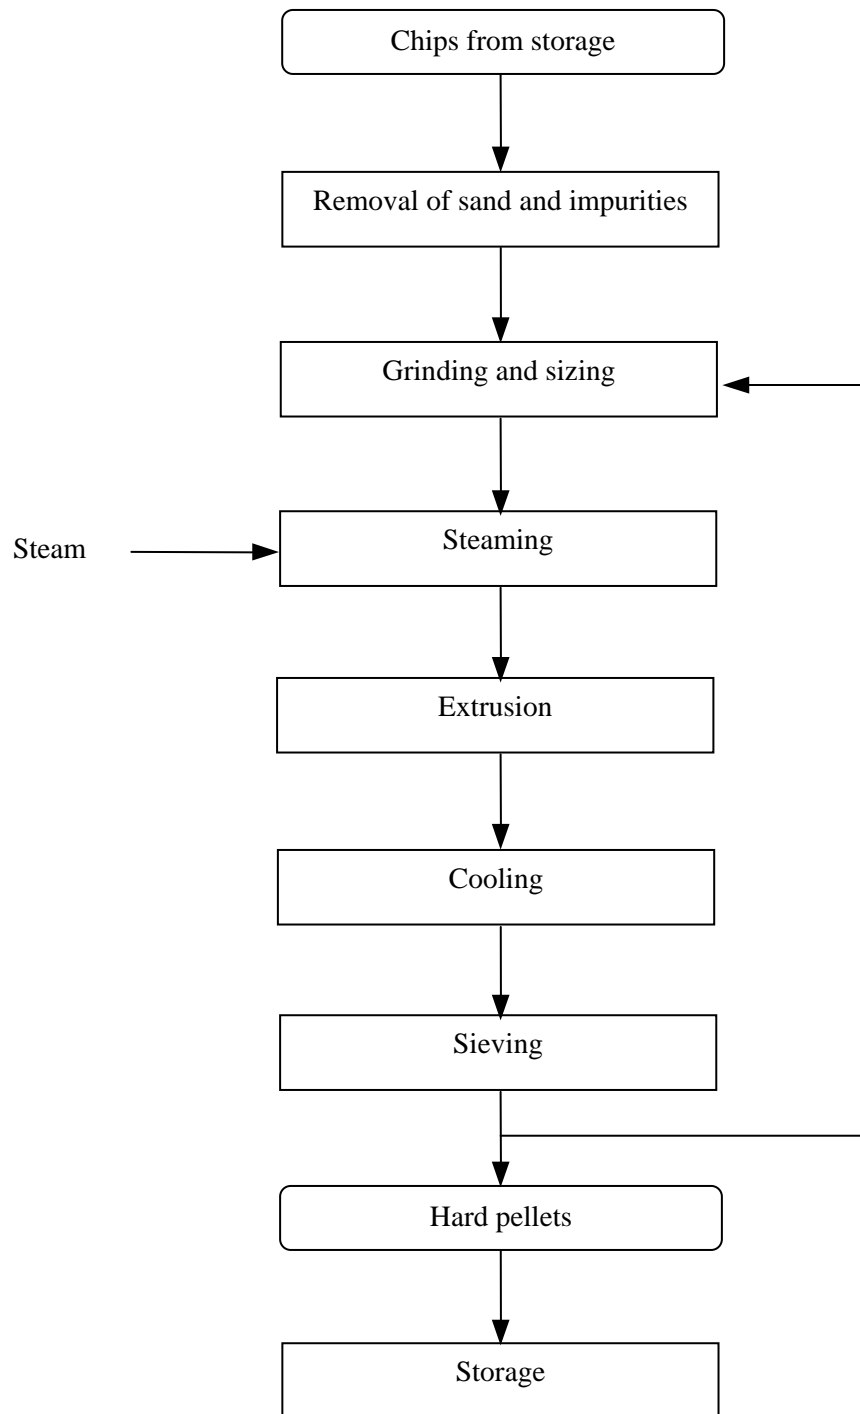 Chips from storage
Removal of sand and impurities
Grinding and sizing
Steaming
Steam
Extrusion
Cooling
Sieving
Hard pellets
Storage